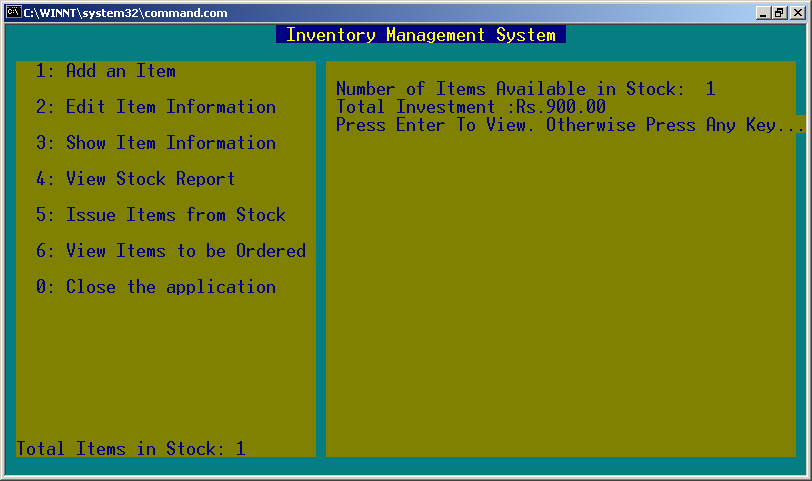 C:\WINNT\system32\command.com
Inventory Management System
1: Add an Item
2: Edit Item Information
3: Show Item Information
4: View Stock Report
5: Issue Items from Stock
6: View Items to be Ordered
0: Close the application
Total Items in Stock: 1
Number of Items Available in Stock: 1
Total Investment :Rs.900.00
Press Enter To View. Otherwise Press Any Key...